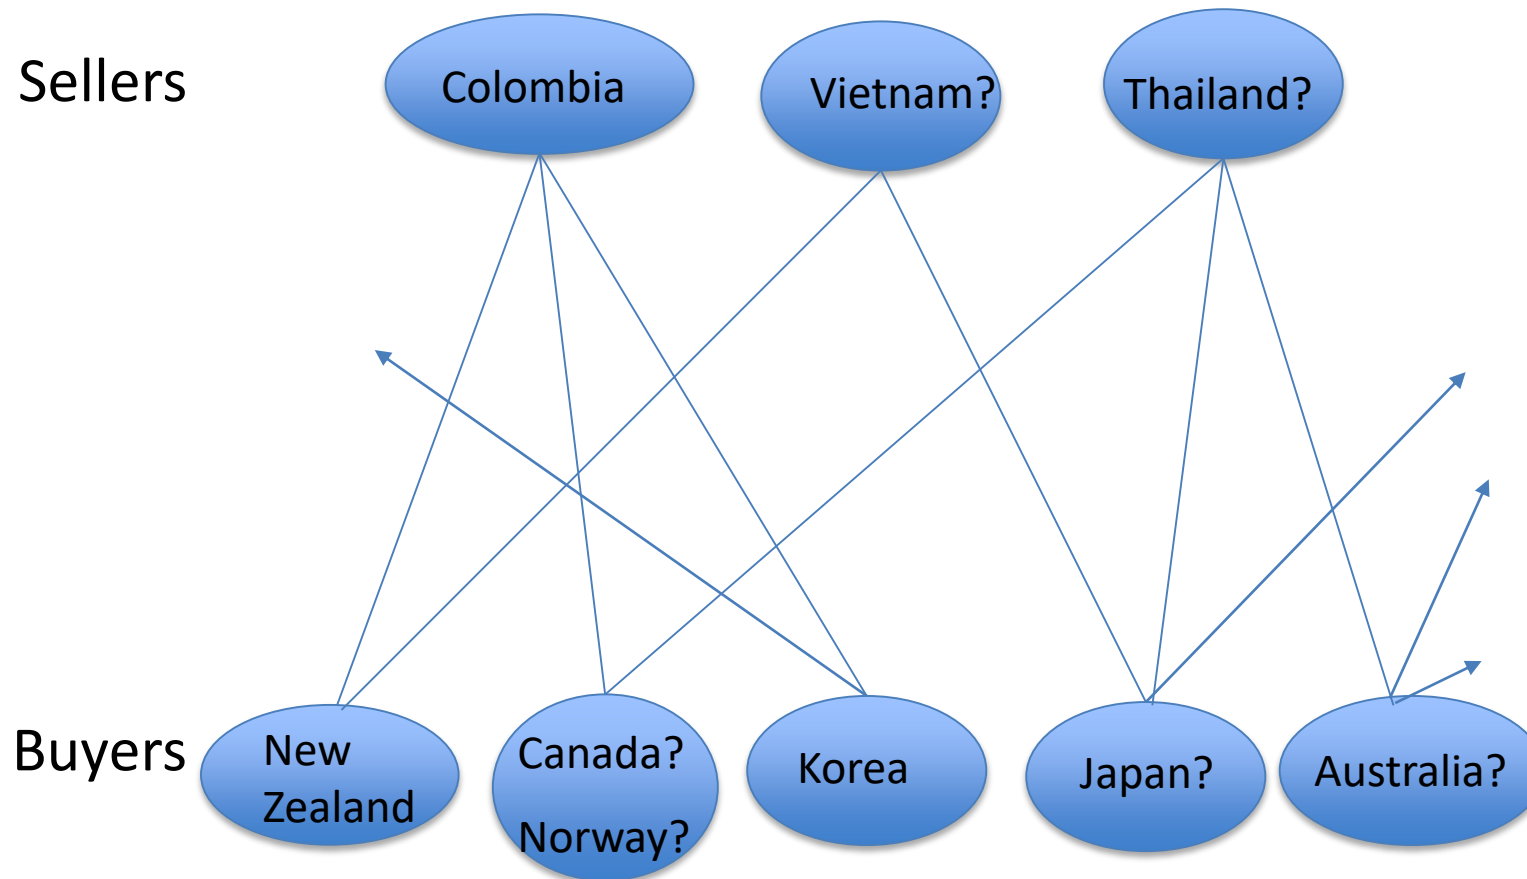 Sellers
Colombia
Vietnam?
Thailand?
Buyers
New
Zealand
Canada?
Norway?
Korea
Japan?
Australia?